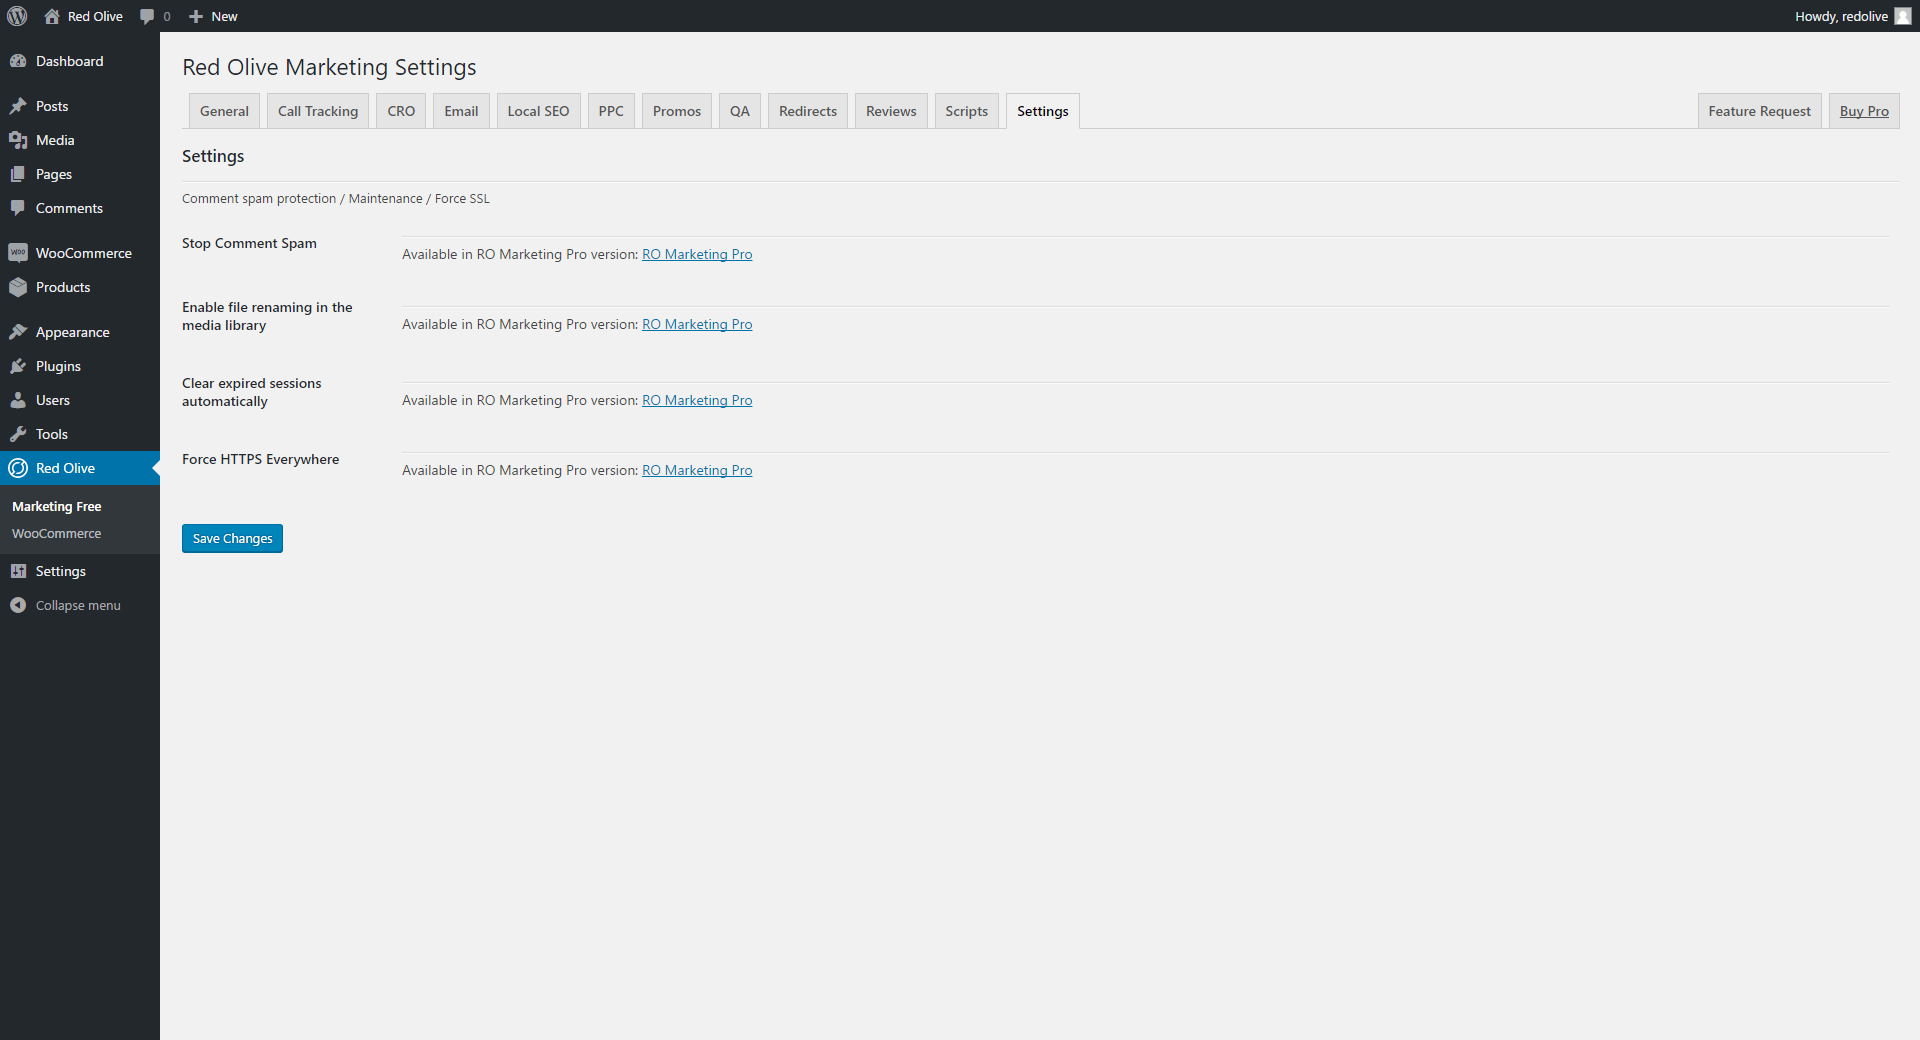 Red Olive 0 New Howdy, redolive
Dashboard
Posts
Media
Pages
Comments
WOO WooCommerce
Products
Appearance
Plugins
Users
Tools
Red Olive
Marketing Free
WooCommerce
Settings
Collapse menu
Red Olive Marketing Settings
General Call Tracking CRO Email Local SEO PPC Promos QA Redirects Reviews Scripts Settings Feature Request Buy Pro
Settings
Comment spam protection / Maintenance / Force SSL
Stop Comment Spam
Available in RO Marketing Pro version: RO Marketing Pro
Enable file renaming in the
media library
Available in RO Marketing Pro version: RO Marketing Pro
Clear expired sessions
automatically
Available in RO Marketing Pro version: RO Marketing Pro
Force HTTPS Everywhere
Available in RO Marketing Pro version: RO Marketing Pro
Save Changes